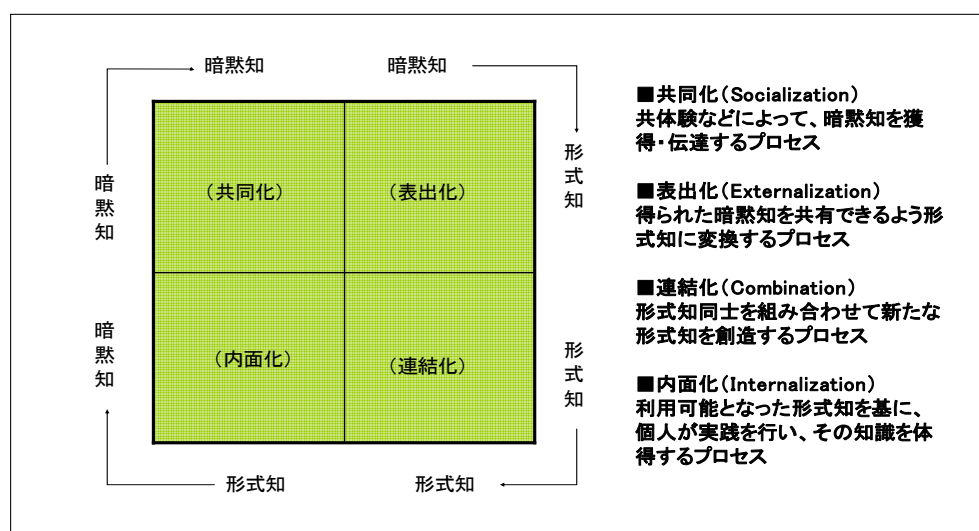 暗黙知 暗黙知
暗黙知
形式知
（共同化） （表出化）
暗黙知
形式知
（内面化） （連結化）
形式知 形式知
■共同化（Socialization）
共体験などによって、暗黙知を獲
得・伝達するプロセス
■表出化（Externalization）
得られた暗黙知を共有できるよう形
式知に変換するプロセス
■連結化（Combination）
形式知同士を組み合わせて新たな
形式知を創造するプロセス
■内面化（Internalization）
利用可能となった形式知を基に、
個人が実践を行い、その知識を体
得するプロセス